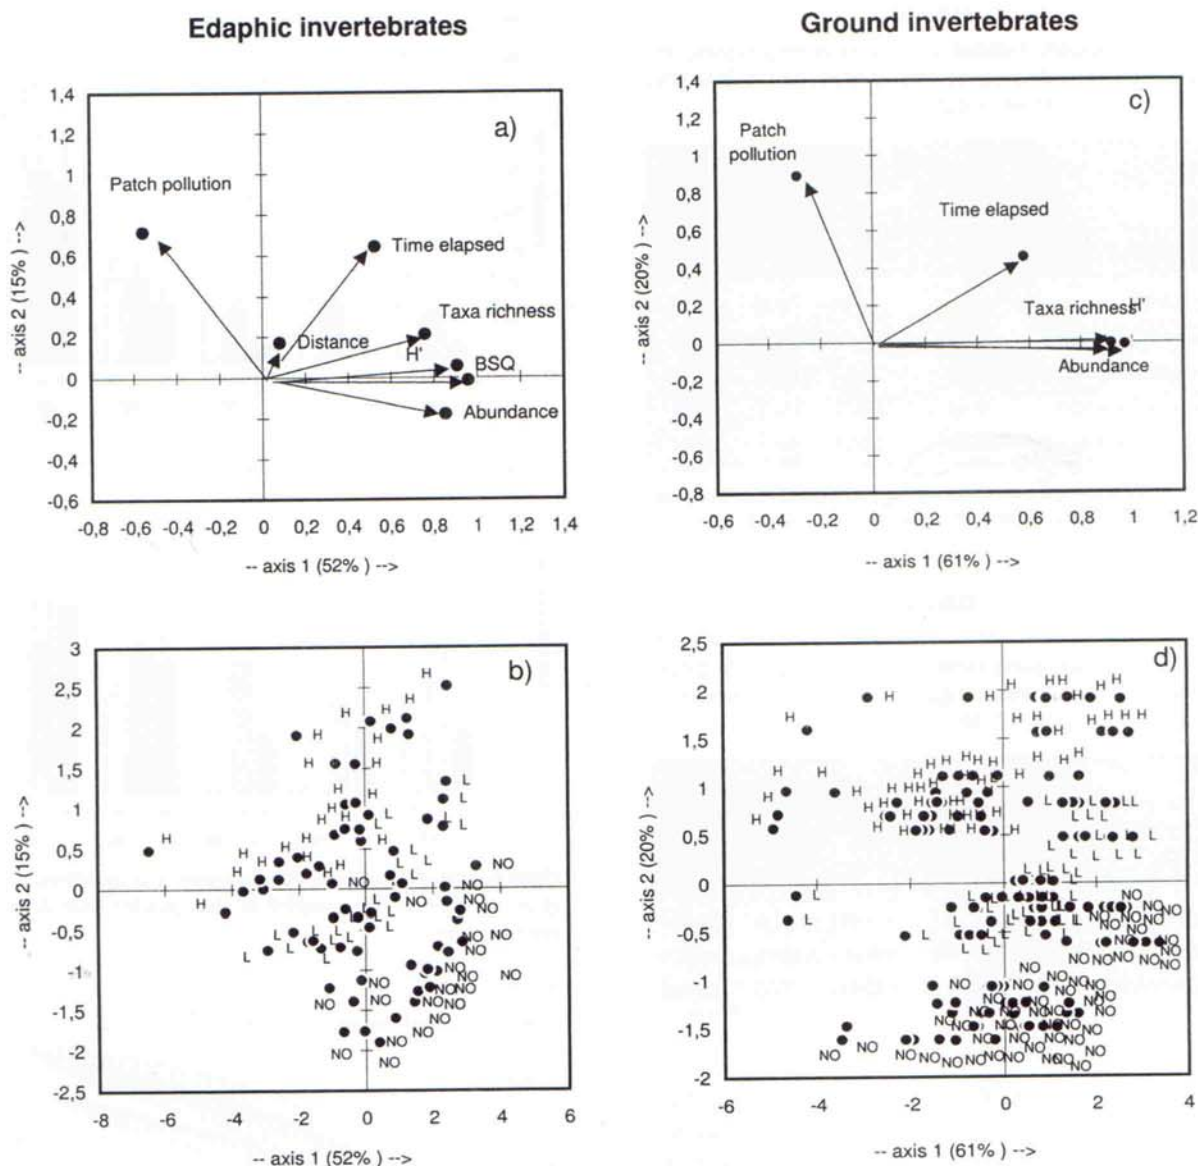 Edaphic invertebrates
Ground invertebrates
a)
1,4
1,2
1
0,8
0,6
0,4
0,2
0
-0,2
-0,4
-0,6
-- axis 2 (15% ) -->
Patch pollution
Time elapsed
Taxa richness
Distance
H'
BSQ
Abundance
-0,8 -0,6 -0,4 -0,2 0 0,2 0,4 0,6 0,8 1 1,2 1,4
-- axis 1 (52% ) -->
c)
1,4
1,2
1
0,8
0,6
0,4
0,2
0
-0,2
-0,4
-0,6
-0,8
-- axis 2 (20% ) -->
Patch
pollution
Time elapsed
Taxa richness H'
Abundance
-0,6 -0,4 -0,2 0 0,2 0,4 0,6 0,8 1 1,2
-- axis 1 (61% ) -->
b)
3
2,5
2
1,5
1
0,5
0
-0,5
-1
-1,5
-2
-2,5
-- axis 2 (15% ) -->
H
L
NO
-8 -6 -4 -2 0 2 4 6
-- axis 1 (52% ) -->
d)
2,5
2
1,5
1
0,5
0
-0,5
-1
-1,5
-2
-- axis 2 (20% ) -->
H
L
NO
-6 -4 -2 0 2 4
-- axis 1 (61% ) -->